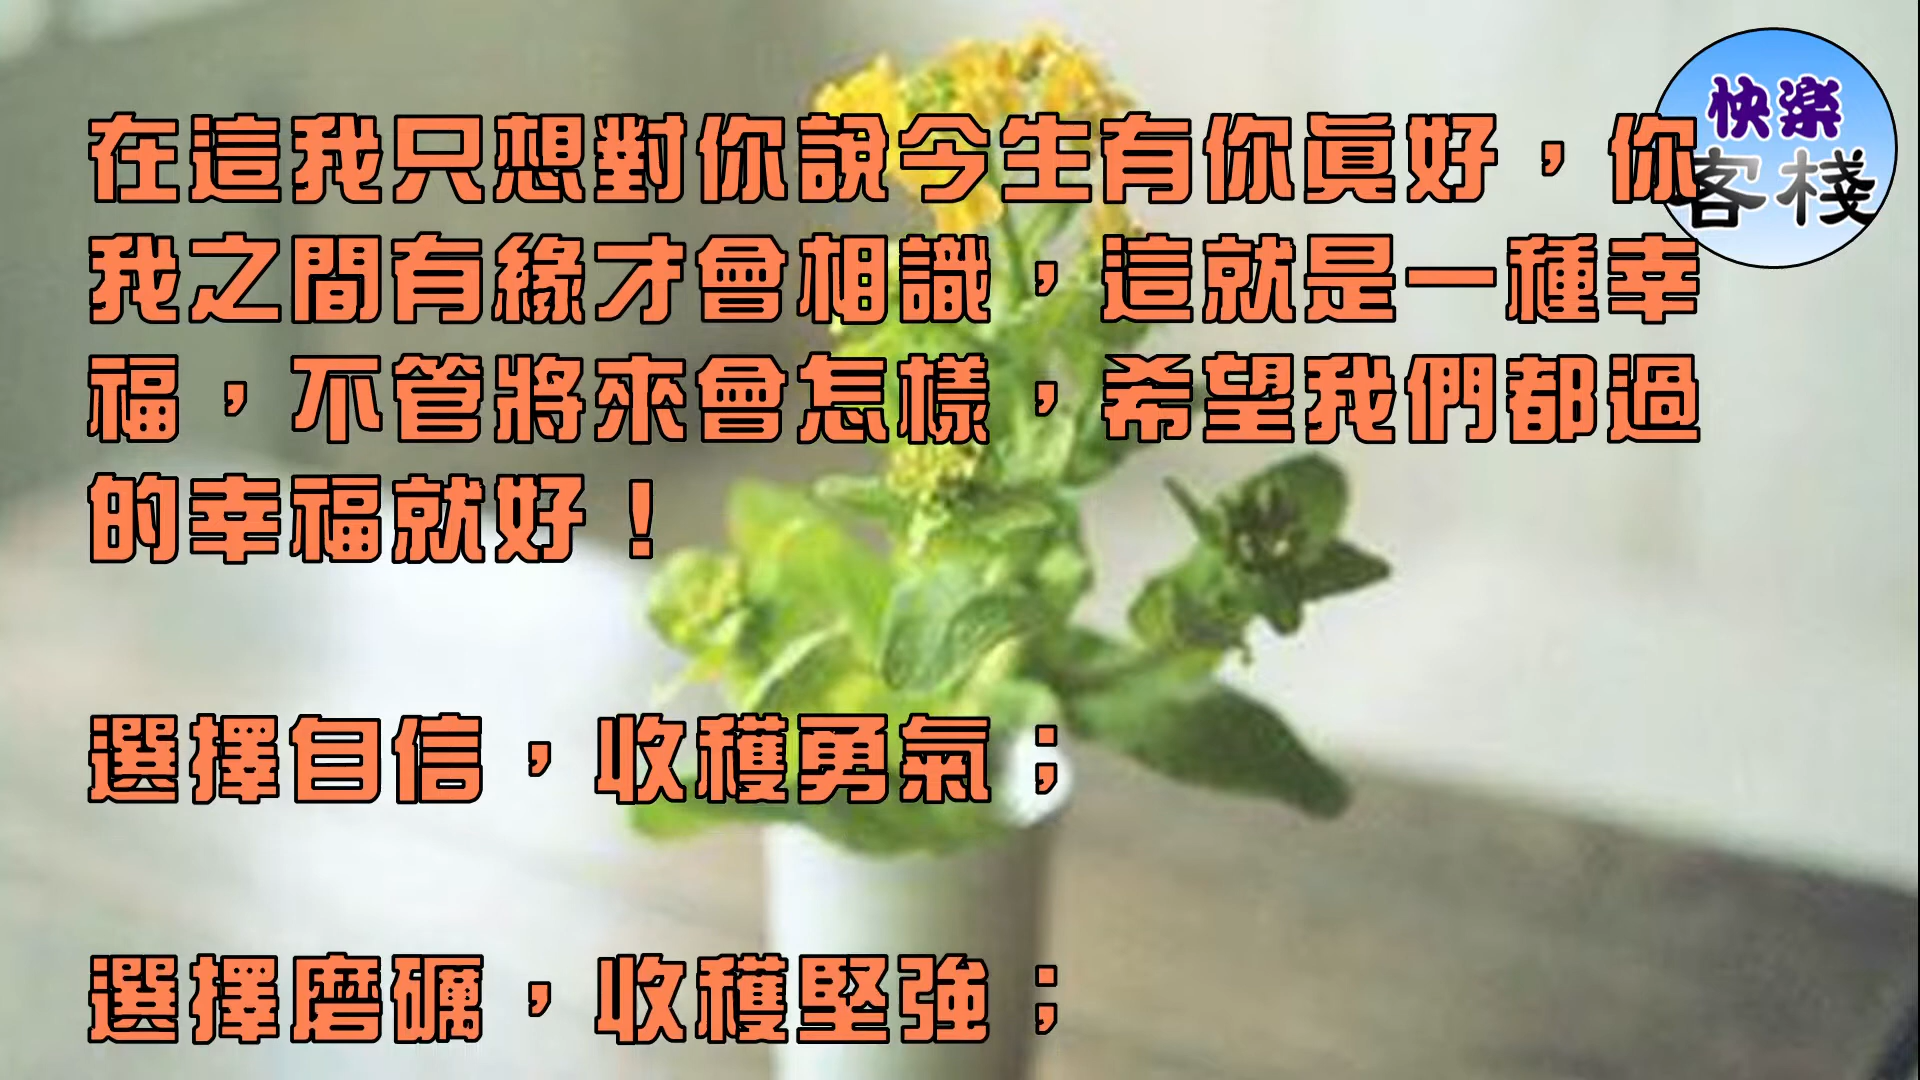 在這我只想對你說今生有你真好，你
我之間有緣才會相識，這就是一種幸
福，不管將來會怎樣，希望我們都過
的幸福就好！
選擇自信，收穫勇氣；
選擇磨礪，收穫堅強；
快樂
客棧